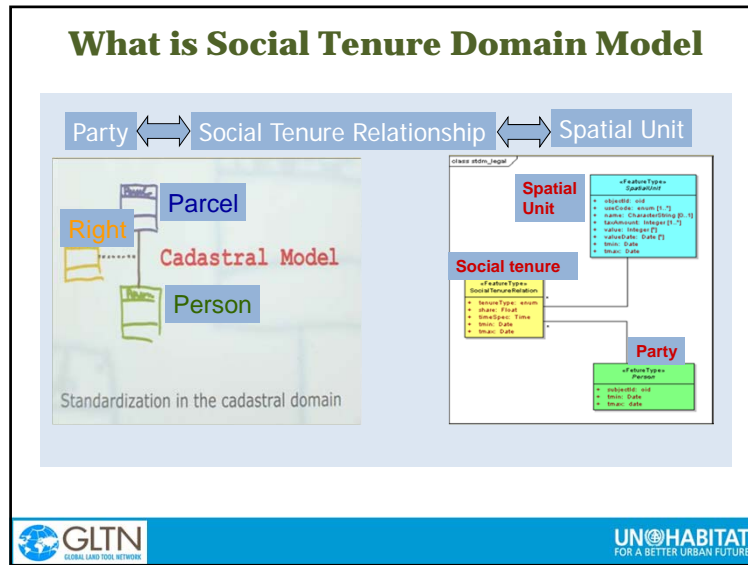 What is Social Tenure Domain Model
Party Social Tenure Relationship Spatial Unit
Parcel
Right
Cadastral Model
Person
Standardization in the cadastral domain
class stdm_legal
Spatial
Unit
«FeatureType»
SpatialUnit
+ objectId: oid
+ useCode: enum [1..*]
+ name: CharacterString [0..1]
+ taxAmount: Integer [1..*]
+ value: Integer [*]
+ valueDate: Date [*]
+ tmin: Date
+ tmax: Date
Social tenure
«FeatureType»
SocialTenureRelation
+ tenureType: enum
+ share: Float
+ timeSpec: Time
+ tmin: Date
+ tmax: Date
*
*
Party
«FetureType»
Person
+ subjectId: oid
+ tmin: Date
+ tmax: date
GLTN
GLOBAL LAND TOOL NETWORK
UN HABITAT
FOR A BETTER URBAN FUTURE